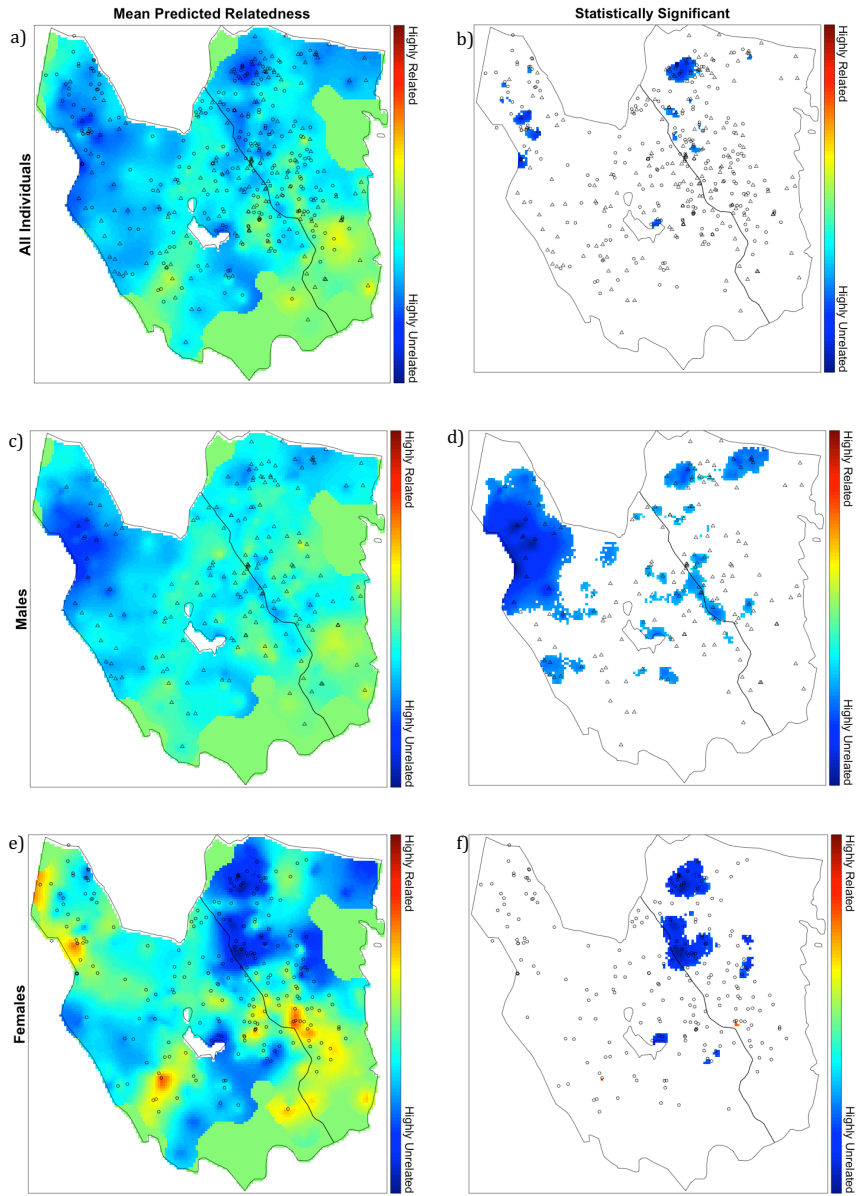 Mean Predicted Relatedness
Statistically Significant
a)
Highly Related
Highly Unrelated
b)
Highly Related
Highly Unrelated
All Individuals
c)
Highly Related
Highly Unrelated
d)
Highly Related
Highly Unrelated
Males
e)
Highly Related
Highly Unrelated
f)
Highly Related
Highly Unrelated
Females